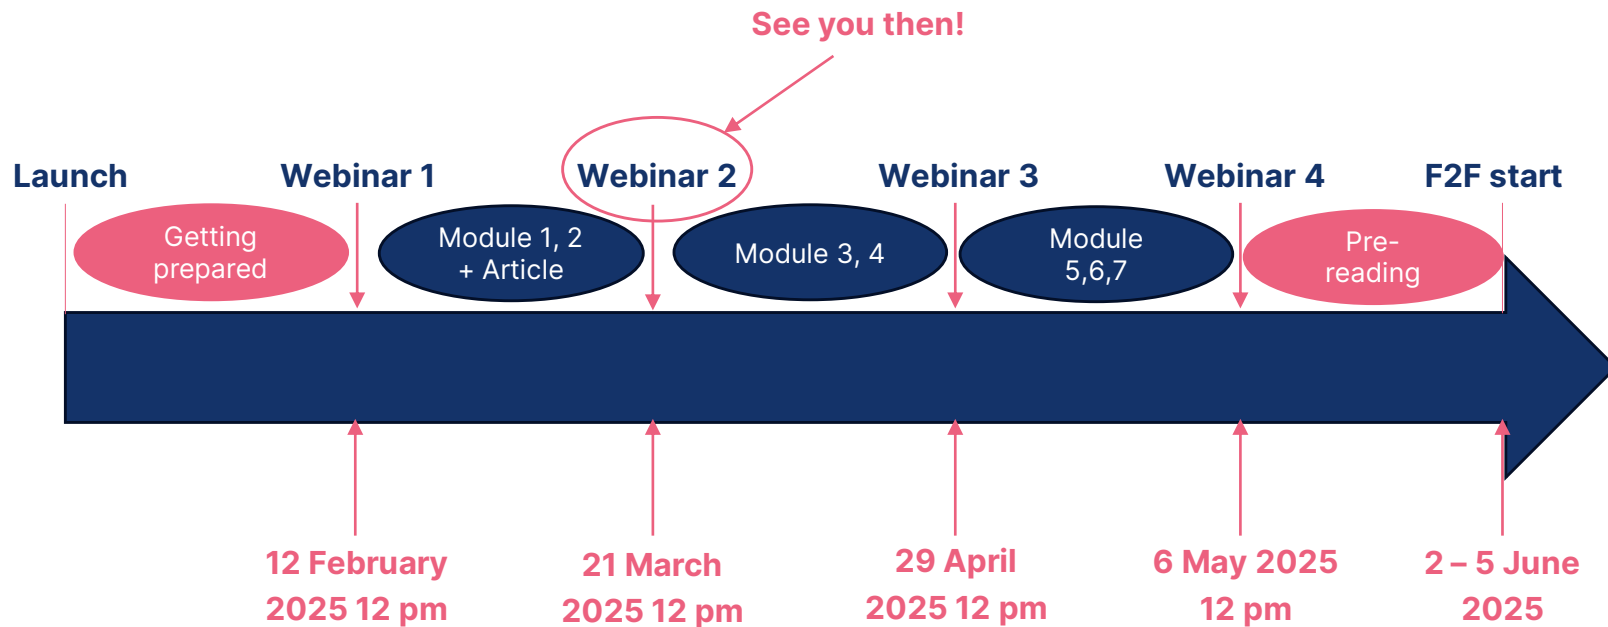 See you then!
Launch
Webinar 1
Webinar 2
Webinar 3
Webinar 4
F2F start
Getting
prepared
Module 1, 2
+ Article
Module 3, 4
Module
5,6,7
Pre-
reading
12 February
2025 12 pm
21 March
2025 12 pm
29 April
2025 12 pm
6 May 2025
12 pm
2 – 5 June
2025